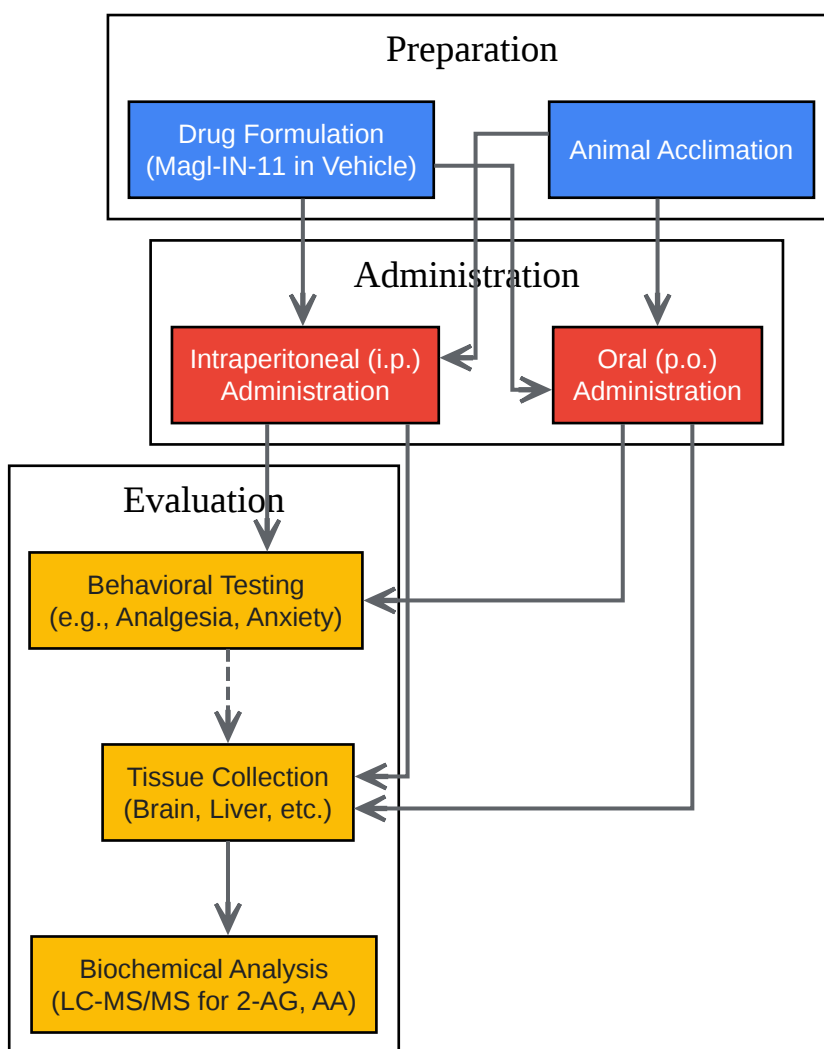 Preparation
Drug Formulation
(Magl-IN-11 in Vehicle)
Animal Acclimation
Administration
Intraperitoneal (i.p.)
Administration
Oral (p.o.)
Administration
Evaluation
Behavioral Testing
(e.g., Analgesia, Anxiety)
Tissue Collection
(Brain, Liver, etc.)
Biochemical Analysis
(LC-MS/MS for 2-AG, AA)